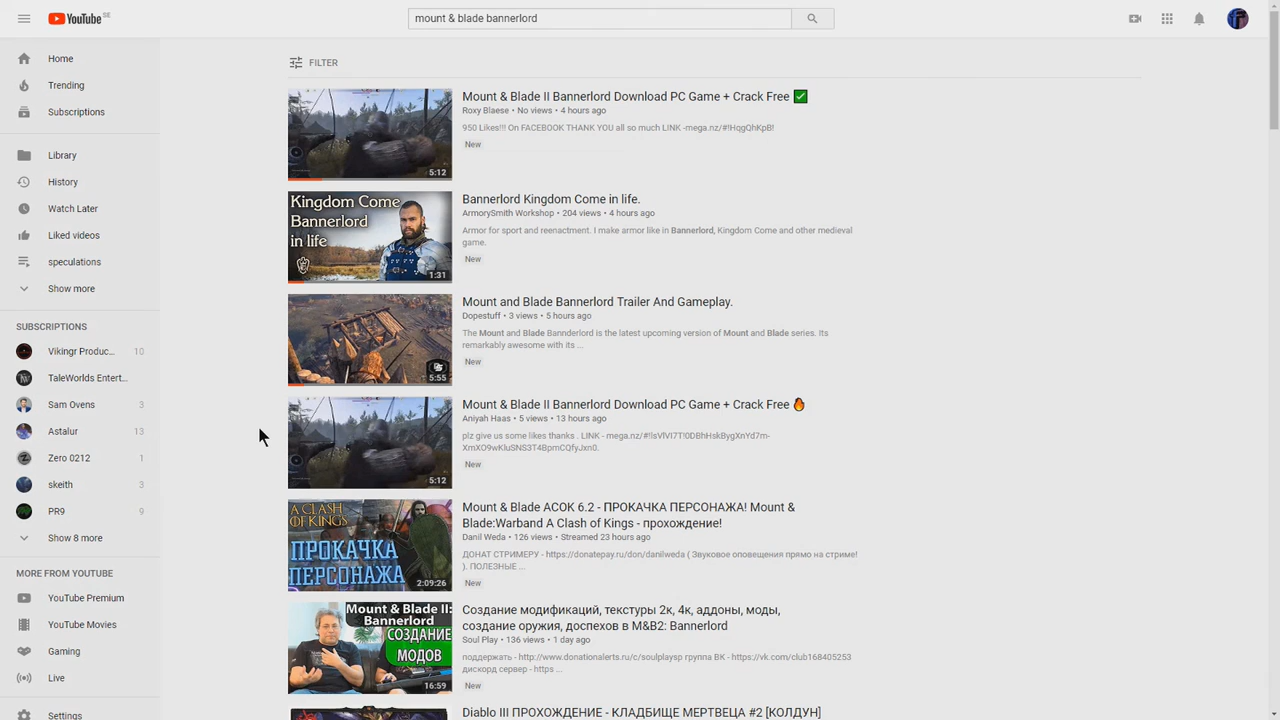 YouTube SE
mount & blade bannerlord
Home
Trending
Subscriptions
Library
History
Watch Later
Liked videos
speculations
Show more
SUBSCRIPTIONS
Vikingr Produc... 10
TaleWorlds Entert...
Sam Ovens 3
Astalur 13
Zero 0212 1
skeith 3
PR9 9
Show 8 more
MORE FROM YOUTUBE
YouTube Premium
YouTube Movies
Gaming
Live
Settings
FILTER
5:12
Mount & Blade II Bannerlord Download PC Game + Crack Free ✅
Roxy Blaese • No views • 4 hours ago
950 Likes!!! On FACEBOOK THANK YOU all so much LINK -mega.nz/#!HqgQhKpB!
New
Kingdom Come
Bannerlord
in life
1:31
Bannerlord Kingdom Come in life.
ArmorySmith Workshop • 204 views • 4 hours ago
Armor for sport and reenactment. I make armor like in Bannerlord, Kingdom Come and other medieval
game.
New
5:55
Mount and Blade Bannerlord Trailer And Gameplay.
Dopestuff • 3 views • 5 hours ago
The Mount and Blade Bannderlord is the latest upcoming version of Mount and Blade series. Its
remarkably awesome with its ...
New
5:12
Mount & Blade II Bannerlord Download PC Game + Crack Free 🔥
Aniyah Haas • 5 views • 13 hours ago
plz give us some likes thanks . LINK - mega.nz/#!lsVlVI7T!0DBhHskBygXnYd7m-
XmXO9wKluSNS3T4BpmCQfyJxn0.
New
A CLASH
OF KINGS
ПРОКАЧКА
ПЕРСОНАЖА
2:09:26
Mount & Blade ACOK 6.2 - ПРОКАЧКА ПЕРСОНАЖА! Mount &
Blade:Warband A Clash of Kings - прохождение!
Danil Weda • 126 views • Streamed 23 hours ago
ДОНАТ СТРИМЕРУ - https://donatepay.ru/don/danilweda ( Звуковое оповещения прямо на стриме!
). ПОЛЕЗНЫЕ ...
New
Mount & Blade II:
Bannerlord
СОЗДАНИЕ
МОДОВ
16:59
Создание модификаций, текстуры 2к, 4к, аддоны, моды,
создание оружия, доспехов в M&B2: Bannerlord
Soul Play • 136 views • 1 day ago
поддержать - http://www.donationalerts.ru/c/soulplaysp группа ВК - https://vk.com/club168405253
дискорд сервер - https ...
New
Diablo III ПРОХОЖДЕНИЕ - КЛАДБИЩЕ МЕРТВЕЦА #2 [КОЛДУН]